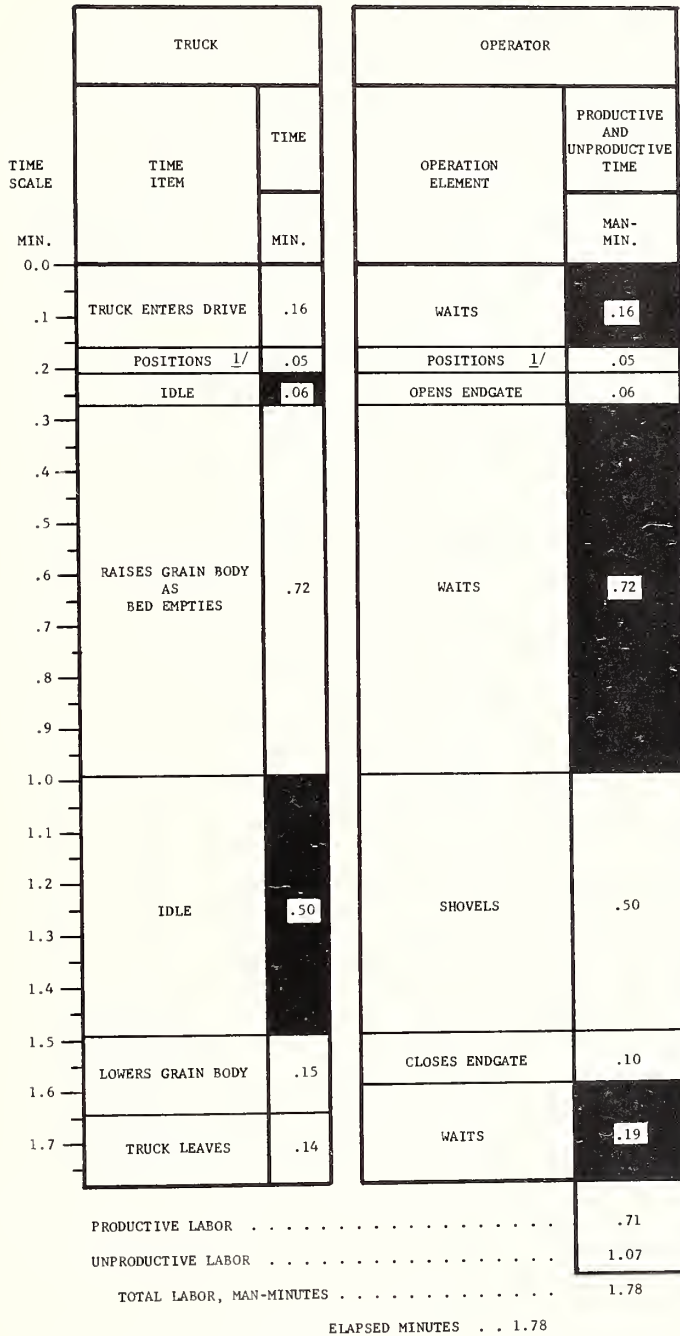 TRUCK
OPERATOR
TIME SCALE
MIN.
TIME ITEM
TIME
MIN.
OPERATION ELEMENT
PRODUCTIVE AND UNPRODUCTIVE TIME
MAN-MIN.
0.0
.1
.2
.3
.4
.5
.6
.7
.8
.9
1.0
1.1
1.2
1.3
1.4
1.5
1.6
1.7
TRUCK ENTERS DRIVE .16
POSITIONS 1/ .05
IDLE .06
RAISES GRAIN BODY
AS
BED EMPTIES
.72
IDLE .50
LOWERS GRAIN BODY .15
TRUCK LEAVES .14
WAITS .16
POSITIONS 1/ .05
OPENS ENDGATE .06
WAITS .72
SHOVELS .50
CLOSES ENDGATE .10
WAITS .19
PRODUCTIVE LABOR . . . . . . . . . . . . . . . . . . . . .71
UNPRODUCTIVE LABOR . . . . . . . . . . . . . . . . . . . 1.07
TOTAL LABOR, MAN-MINUTES . . . . . . . . . . . . . . 1.78
ELAPSED MINUTES . . 1.78